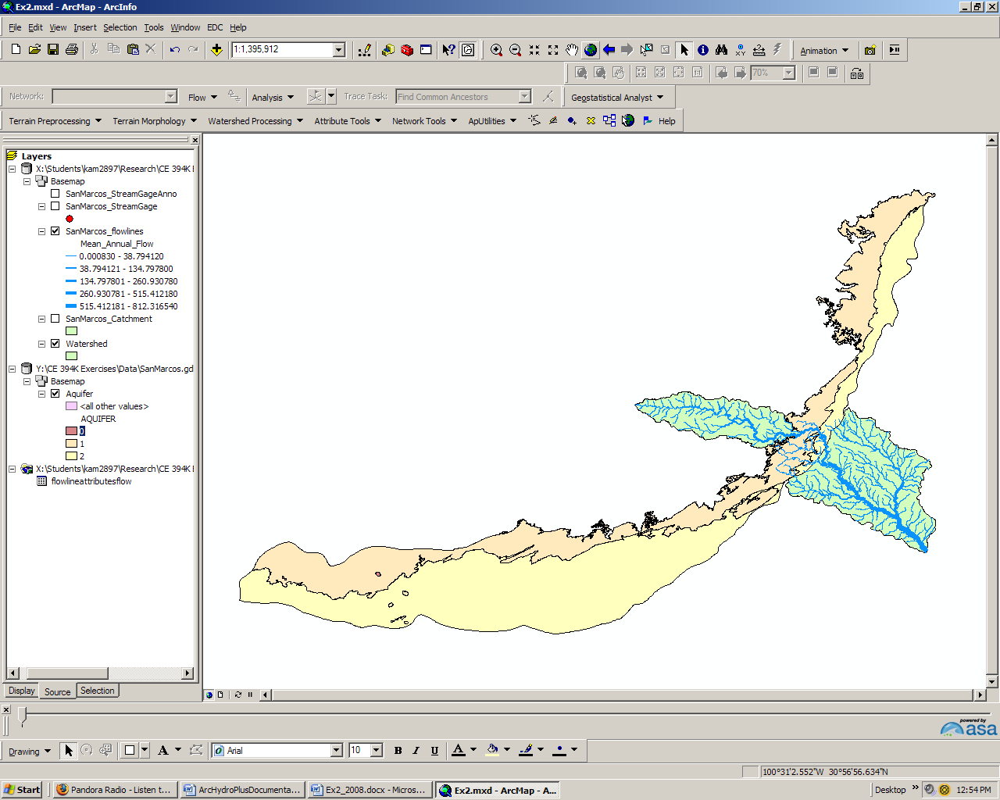 Ex2.mxd - ArcMap - ArcInfo
File Edit View Insert Selection Tools Window EDC Help
1:1,395,912
Animation
70%
Network: Flow Analysis Trace Task: Find Common Ancestors Geostatistical Analyst
Terrain Preprocessing Terrain Morphology Watershed Processing Attribute Tools Network Tools ApUtilities Help
Layers
X:\Students\kam2897\Research\CE 394K E
Basemap
SanMarcos_StreamGageAnno
SanMarcos_StreamGage
SanMarcos_flowlines
Mean_Annual_Flow
0.000830 - 38.794120
38.794121 - 134.797800
134.797801 - 260.930780
260.930781 - 515.412180
515.412181 - 812.316540
SanMarcos_Catchment
Watershed
Y:\CE 394K Exercises\Data\SanMarcos.gd
Basemap
Aquifer
<all other values>
AQUIFER
0
1
2
X:\Students\kam2897\Research\CE 394K E
flowlineattributesflow
Display Source Selection
powered by
asa
Drawing A Arial 10 B I U A
100°31'2.552"W 30°56'56.634"N
Start Pandora Radio - Listen t... ArcHydroPlusDocumenta... Ex2_2008.docx - Micros... Ex2.mxd - ArcMap - A... Desktop 12:54 PM